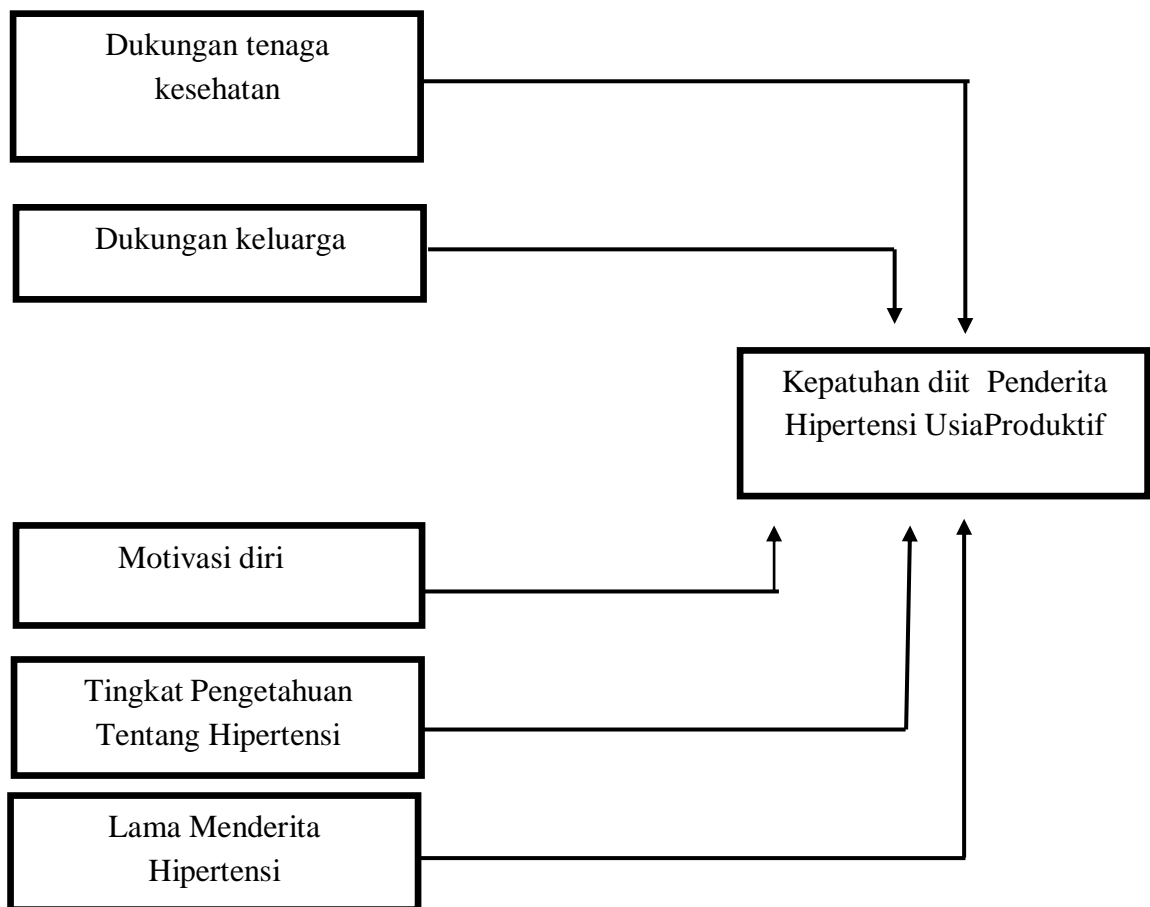 Dukungan tenaga
kesehatan
Dukungan keluarga
Kepatuhan diit  Penderita
Hipertensi UsiaProduktif
Motivasi diri
Tingkat Pengetahuan
Tentang Hipertensi
Lama Menderita
Hipertensi